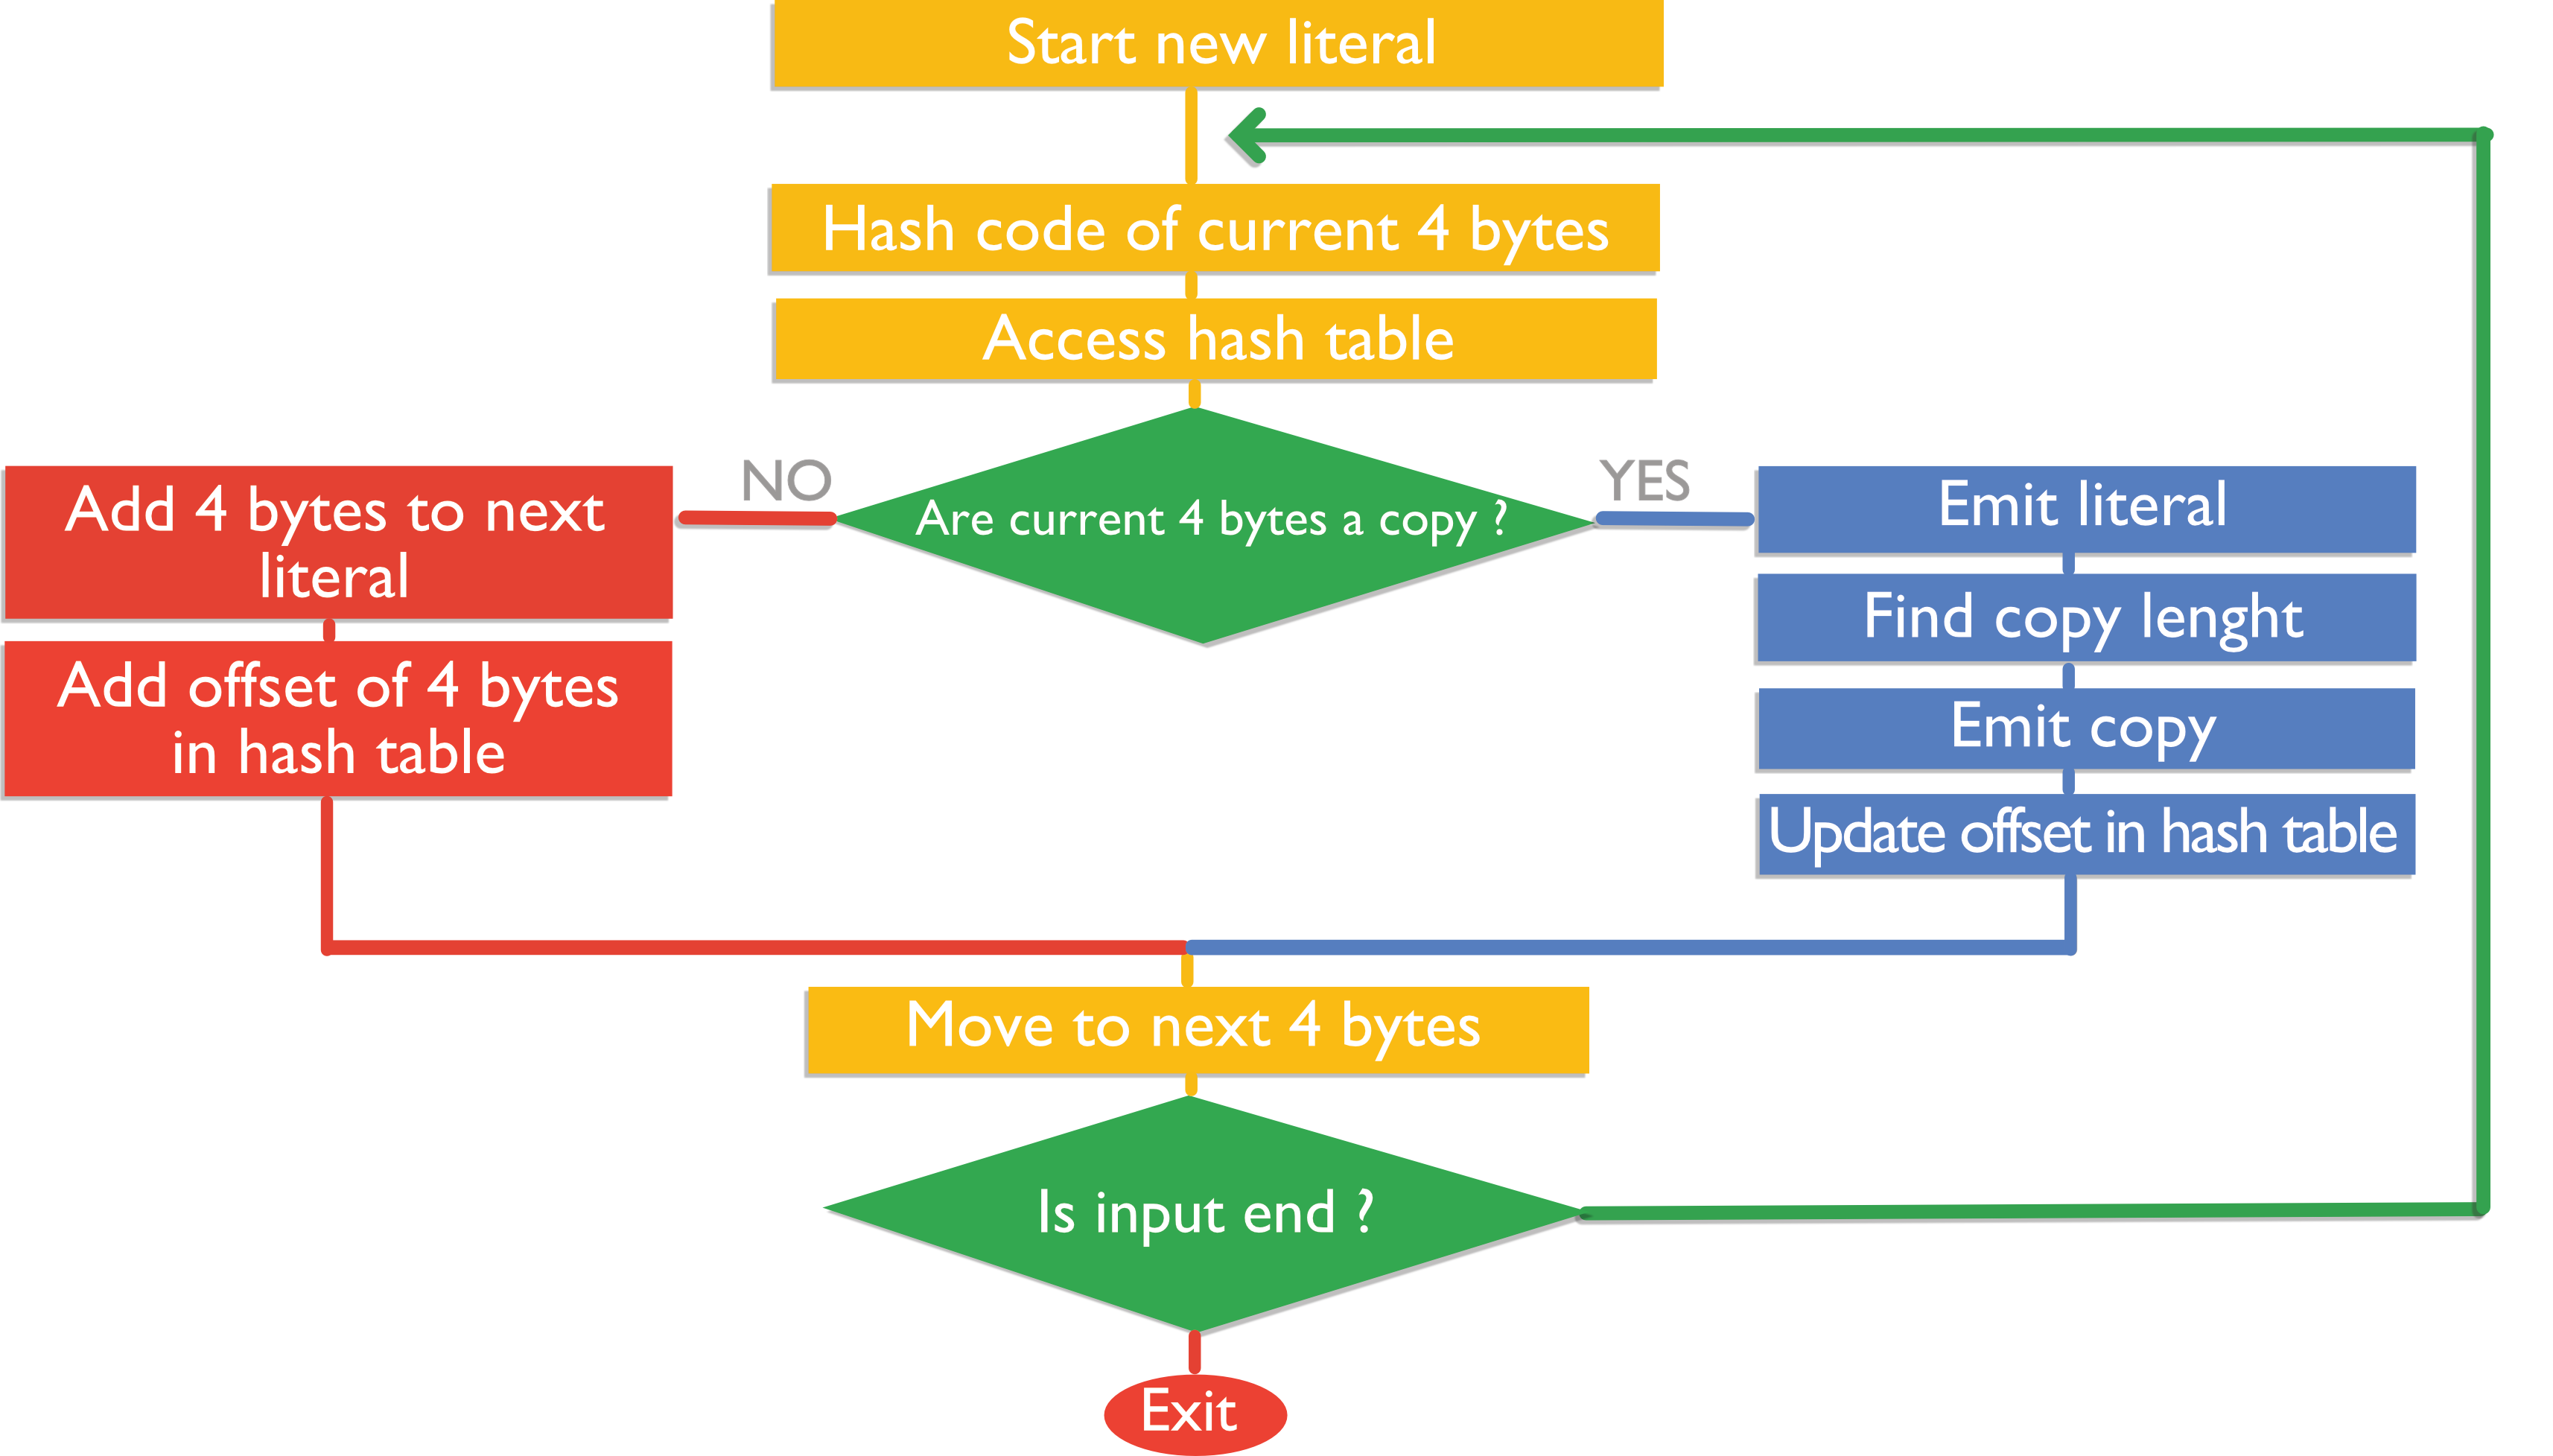 Start new literal
Hash code of current 4 bytes
Access hash table
NO
Are current 4 bytes a copy ?
YES
Add 4 bytes to next
literal
Add offset of 4 bytes
in hash table
Emit literal
Find copy lenght
Emit copy
Update offset in hash table
Move to next 4 bytes
Is input end ?
Exit